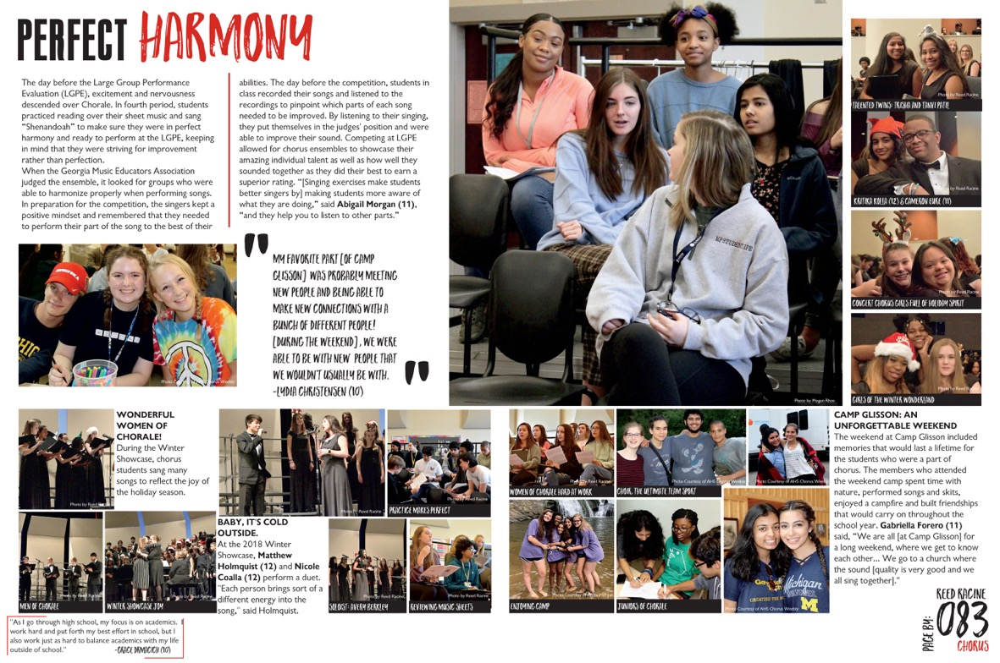 PERFECT HARMONY
The day before the Large Group Performance
Evaluation (LGPE), excitement and nervousness
descended over Chorale. In fourth period, students
practiced reading over their sheet music and sang
“Shenandoah” to make sure they were in perfect
harmony and ready to perform at the LGPE, keeping
in mind that they were striving for improvement
rather than perfection.
When the Georgia Music Educators Association
judged the ensemble, it looked for groups who were
able to harmonize properly when performing songs.
In preparation for the competition, the singers kept a
positive mindset and remembered that they needed
to perform their part of the song to the best of their
abilities. The day before the competition, students in
class recorded their songs and listened to the
recordings to pinpoint which parts of each song
needed to be improved. By listening to their singing,
they put themselves in the judges' position and were
able to improve their sound. Competing at LGPE
allowed for chorus ensembles to showcase their
amazing individual talent as well as how well they
sounded together as they did their best to earn a
superior rating. “[Singing exercises make students
better singers by] making students more aware of
what they are doing,” said Abigail Morgan (11),
“and they help you to listen to other parts.”
"
MY FAVORITE PART [OF CAMP
GLISSON] WAS PROBABLY MEETING
NEW PEOPLE AND BEING ABLE TO
MAKE NEW CONNECTIONS WITH A
BUNCH OF DIFFERENT PEOPLE!
[DURING THE WEEKEND], WE WERE
ABLE TO BE WITH NEW PEOPLE THAT
WE WOULDN'T USUALLY BE WITH.
"
-LYDIA CHRISTENSEN (10)
MPSTUDENTLIFE
Photo by Megan Rhee
Photo by Reed Racine
TALENTED TWINS: TRISHA AND TANVI PATIL
Photo by Reed Racine
KRITIKA KOLLA (12) & CAMERON EURE (11)
Photo by Reed Racine
CONCERT CHORUS GIRLS FULL OF HOLIDAY SPIRIT
Photo by Reed Racine
GIRLS OF THE WINTER WONDERLAND
Photo Courtesy of AHS Chorus Weebly
Photo by Reed Racine
WONDERFUL
WOMEN OF
CHORALE!
During the Winter
Showcase, chorus
students sang many
songs to reflect the joy of
the holiday season.
Photo by Reed Racine
Photo by Reed Racine
PRACTICE MAKES PERFECT
Photo by Reed Racine
MEN OF CHORALE
Photo by Reed Racine
WINTER SHOWCASE JOY
BABY, IT'S COLD
OUTSIDE.
At the 2018 Winter
Showcase, Matthew
Holmquist (12) and Nicole
Coalla (12) perform a duet.
“Each person brings sort of a
different energy into the
song,” said Holmquist.
Photo by Reed Racine
SOLOIST: AVERY BERKLEY
Photo by Reed Racine
REVIEWING MUSIC SHEETS
Photo by Reed Racine
WOMEN OF CHORALE HARD AT WORK
Photo Courtesy of AHS Chorus Weebly
CHOIR, THE ULTIMATE TEAM SPORT
Photo Courtesy of AHS Chorus Weebly
ENJOYING CAMP
Photo by Reed Racine
JUNIORS OF CHORALE
Michigan
M
Photo Courtesy of AHS Chorus Weebly
CAMP GLISSON: AN
UNFORGETTABLE WEEKEND
The weekend at Camp Glisson included
memories that would last a lifetime for
the students who were a part of
chorus. The members who attended
the weekend camp spent time with
nature, performed songs and skits,
enjoyed a campfire and built friendships
that would carry on throughout the
school year. Gabriella Forero (11)
said, “We are all [at Camp Glisson] for
a long weekend, where we get to know
each other... We go to a church where
the sound [quality is very good and we
all sing together].”
"As I go through high school, my focus is on academics. I
work hard and put forth my best effort in school, but I
also work just as hard to balance academics with my life
outside of school."
-GRACE DRMACICH (10)
PAGE BY:
REED RACINE
083
CHORUS